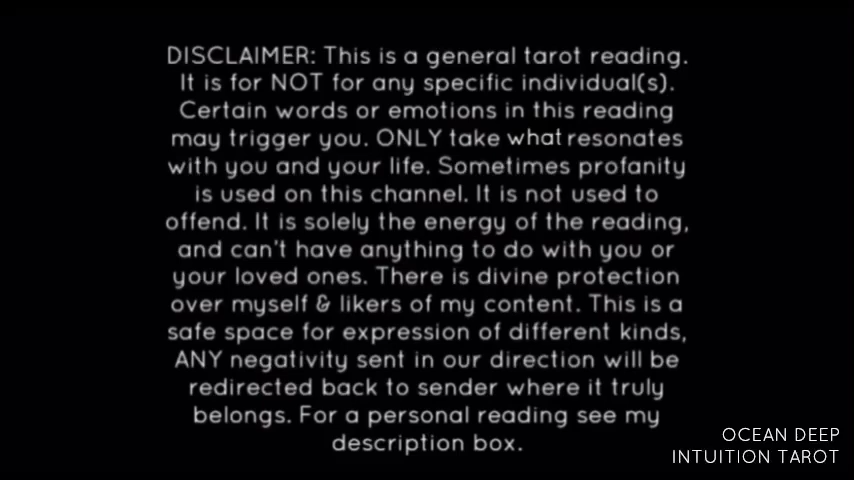 DISCLAIMER: This is a general tarot reading.
It is for NOT for any specific individual(s).
Certain words or emotions in this reading
may trigger you. ONLY take what resonates
with you and your life. Sometimes profanity
is used on this channel. It is not used to
offend. It is solely the energy of the reading,
and can't have anything to do with you or
your loved ones. There is divine protection
over myself & likers of my content. This is a
safe space for expression of different kinds,
ANY negativity sent in our direction will be
redirected back to sender where it truly
belongs. For a personal reading see my
description box.
OCEAN DEEP
INTUITION TAROT